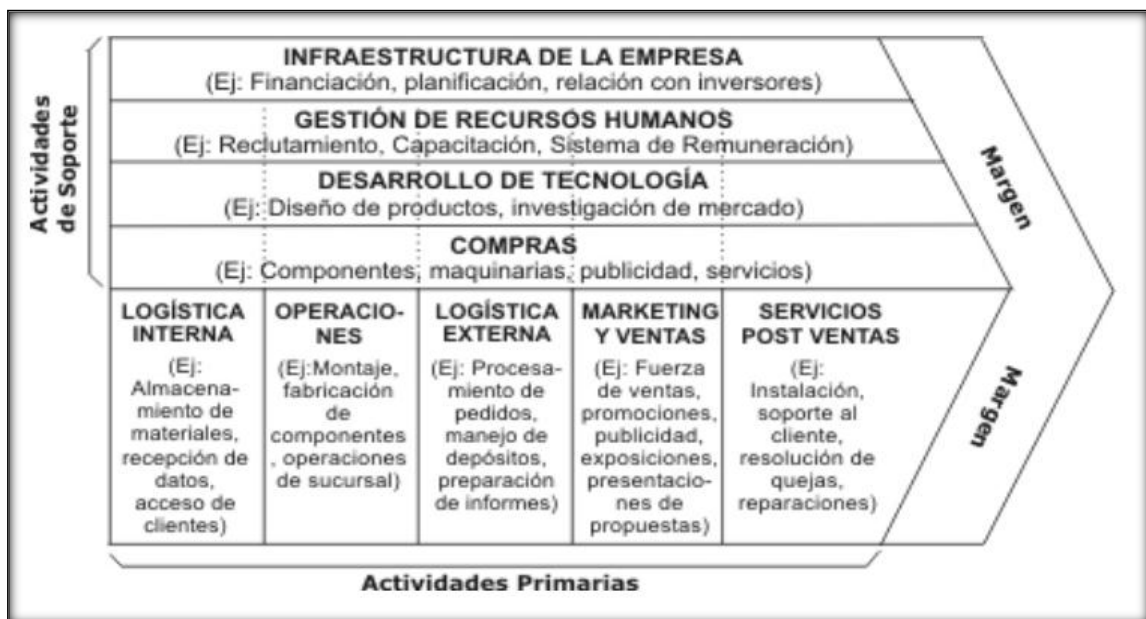 Actividades
de Soporte
INFRAESTRUCTURA DE LA EMPRESA
(Ej: Financiación, planificación, relación con inversores)
GESTIÓN DE RECURSOS HUMANOS
(Ej: Reclutamiento, Capacitación, Sistema de Remuneración)
DESARROLLO DE TECNOLOGÍA
(Ej: Diseño de productos, investigación de mercado)
COMPRAS
(Ej: Componentes, maquinarias, publicidad, servicios)
Margen
LOGÍSTICA
INTERNA
(Ej:
Almacena-
miento de
materiales,
recepción de
datos,
acceso de
clientes)
OPERACIO-
NES
(Ej:Montaje,
fabricación
de
componentes
, operaciones
de sucursal)
LOGÍSTICA
EXTERNA
(Ej: Procesa-
miento de
pedidos,
manejo de
depósitos,
preparación
de informes)
MARKETING
Y VENTAS
(Ej: Fuerza
de ventas,
promociones,
publicidad,
exposiciones,
presentacio-
nes de
propuestas)
SERVICIOS
POST VENTAS
(Ej:
Instalación,
soporte al
cliente,
resolución de
quejas,
reparaciones)
Margen
Actividades Primarias